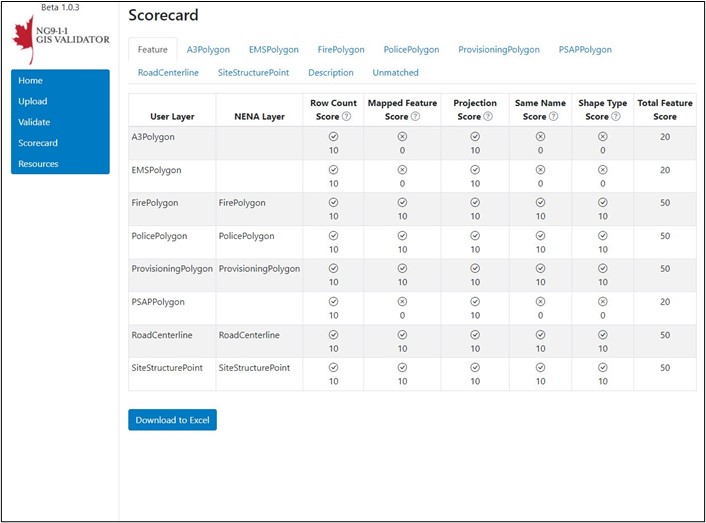 Beta 1.0.3
NG9-1-1
GIS VALIDATOR
Home
Upload
Validate
Scorecard
Resources
Scorecard
Feature A3Polygon EMSPolygon FirePolygon PolicePolygon ProvisioningPolygon PSAPPolygon
RoadCenterline SiteStructurePoint Description Unmatched
User Layer NENA Layer Row Count Score ? Mapped Feature Score ? Projection Score ? Same Name Score ? Shape Type Score ? Total Feature Score
A3Polygon 10 0 10 0 0 20
EMSPolygon 10 0 10 0 0 20
FirePolygon FirePolygon 10 10 10 10 10 50
PolicePolygon PolicePolygon 10 10 10 10 10 50
ProvisioningPolygon ProvisioningPolygon 10 10 10 10 10 50
PSAPPolygon 10 0 10 0 0 20
RoadCenterline RoadCenterline 10 10 10 10 10 50
SiteStructurePoint SiteStructurePoint 10 10 10 10 10 50
Download to Excel